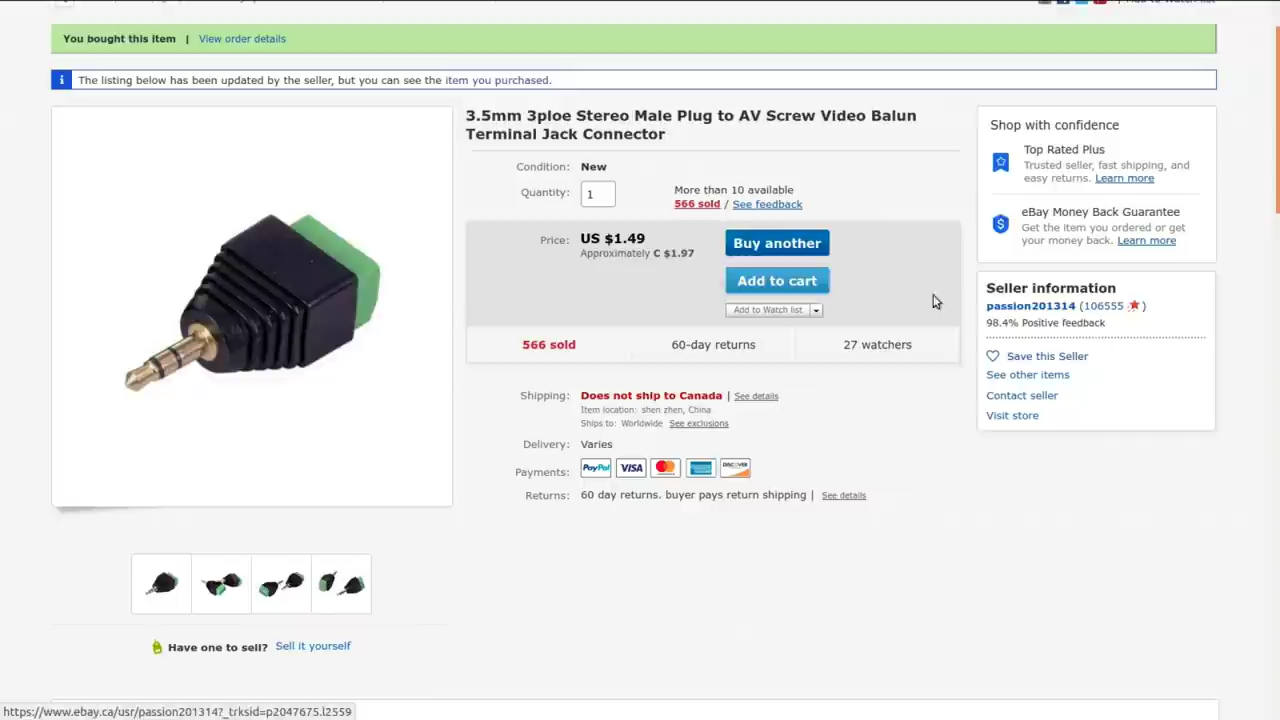 You bought this item | View order details
i The listing below has been updated by the seller, but you can see the item you purchased.
3.5mm 3ploe Stereo Male Plug to AV Screw Video Balun
Terminal Jack Connector
Condition: New
Quantity: 1
More than 10 available
566 sold / See feedback
Price: US $1.49
Approximately C $1.97
Buy another
Add to cart
Add to Watch list
566 sold
60-day returns
27 watchers
Shipping: Does not ship to Canada | See details
Item location: shen zhen, China
Ships to: Worldwide See exclusions
Delivery: Varies
Payments: PayPal VISA DISCOVER
Returns: 60 day returns. buyer pays return shipping | See details
Shop with confidence
Top Rated Plus
Trusted seller, fast shipping, and
easy returns. Learn more
eBay Money Back Guarantee
Get the item you ordered or get
your money back. Learn more
Seller information
passion201314 (106555 )
98.4% Positive feedback
Save this Seller
See other items
Contact seller
Visit store
Have one to sell? Sell it yourself
https://www.ebay.ca/usr/passion201314?_trksid=p2047675.l2559